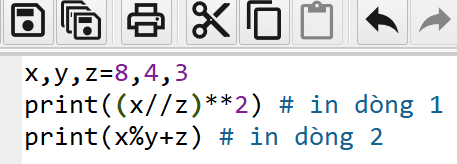 x,y,z=8,4,3
print((x//z)**2) # in dòng 1
print(x%y+z) # in dòng 2